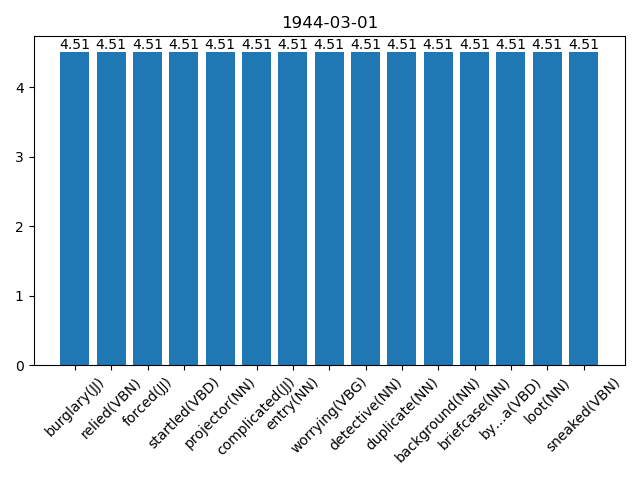 1944-03-01
4.51 4.51 4.51 4.51 4.51 4.51 4.51 4.51 4.51 4.51 4.51 4.51 4.51 4.51 4.51
4
3
2
1
0
burglary(JJ)
relied(VBN)
forced(JJ)
startled(VBD)
projector(NN)
complicated(JJ)
entry(NN)
worrying(VBG)
detective(NN)
duplicate(NN)
background(NN)
briefcase(NN)
by...a(VBD)
loot(NN)
sneaked(VBN)